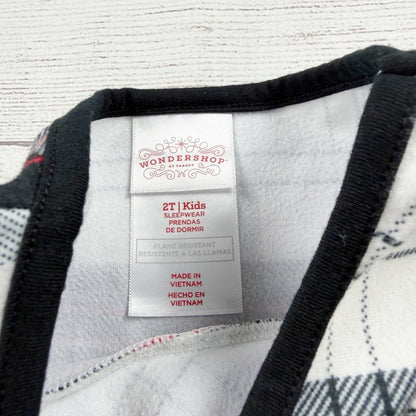 WONDERSHOP
AT TARGET
2T | Kids
SLEEPWEAR
PRENDAS
DE DORMIR
FLAME RESISTANT
RESISTENTE A LAS LLAMAS
MADE IN
VIETNAM
HECHO EN
VIETNAM